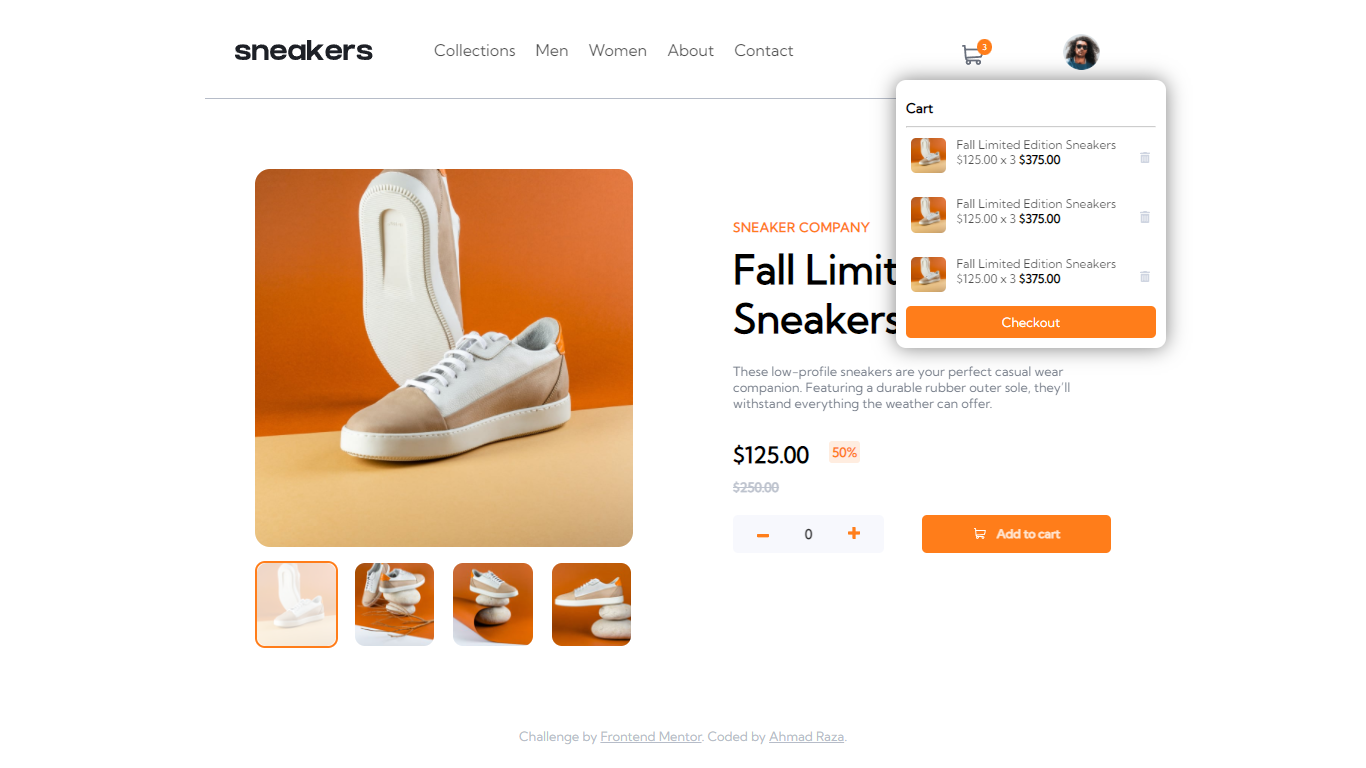 sneakers
Collections Men Women About Contact
3
Cart
Fall Limited Edition Sneakers
$125.00 x 3 $375.00
Fall Limited Edition Sneakers
$125.00 x 3 $375.00
Fall Limited Edition Sneakers
$125.00 x 3 $375.00
Checkout
SNEAKER COMPANY
Fall Limit
Sneakers
These low-profile sneakers are your perfect casual wear
companion. Featuring a durable rubber outer sole, they'll
withstand everything the weather can offer.
$125.00 50%
$250.00
0
Add to cart
Challenge by Frontend Mentor. Coded by Ahmad Raza.